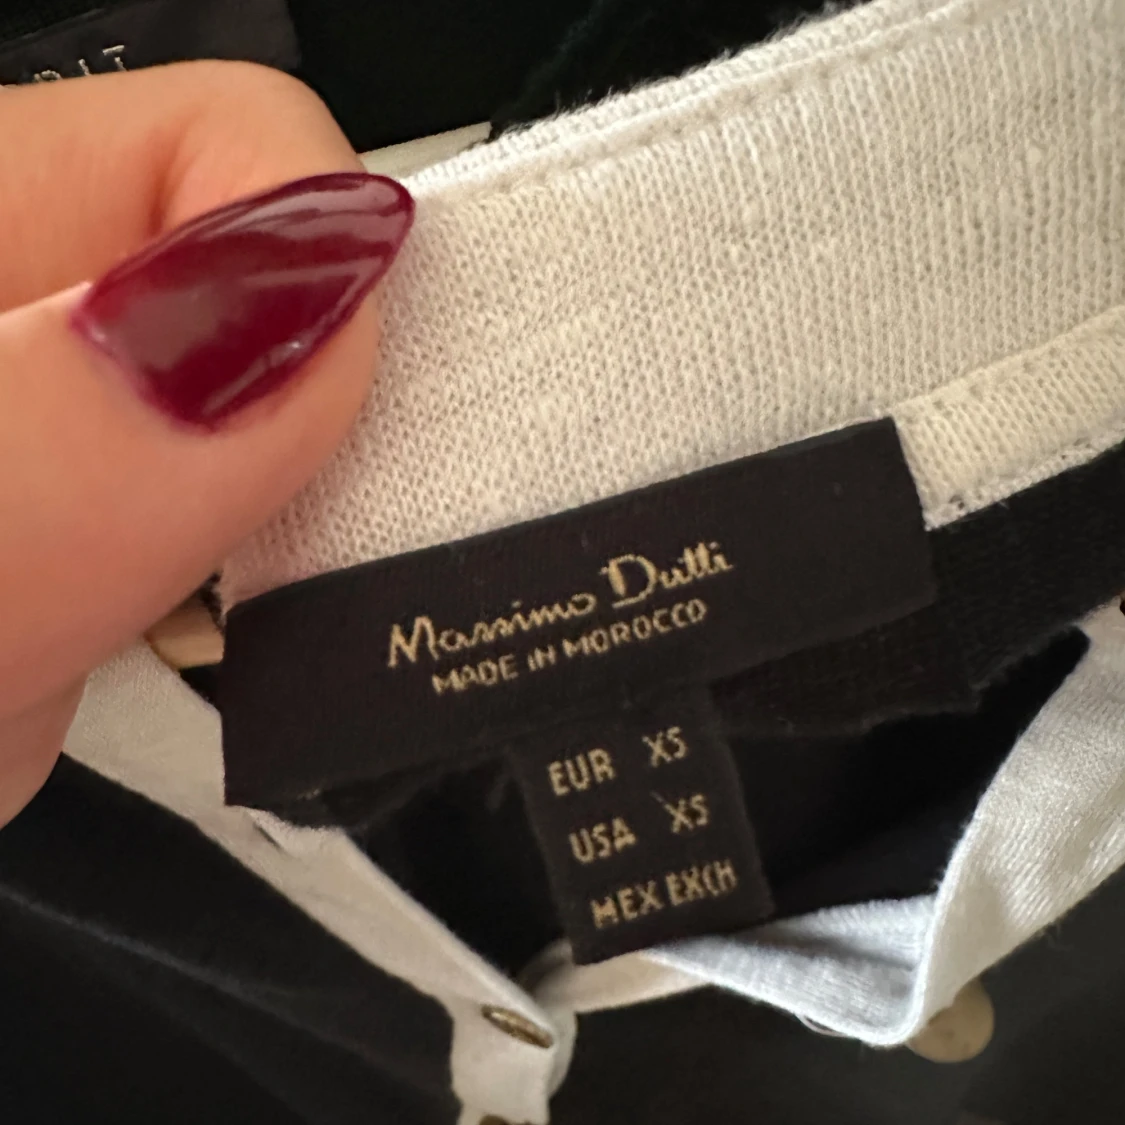 Massimo Dutti
MADE IN MOROCCO
EUR XS
USA XS
MEX EXCH